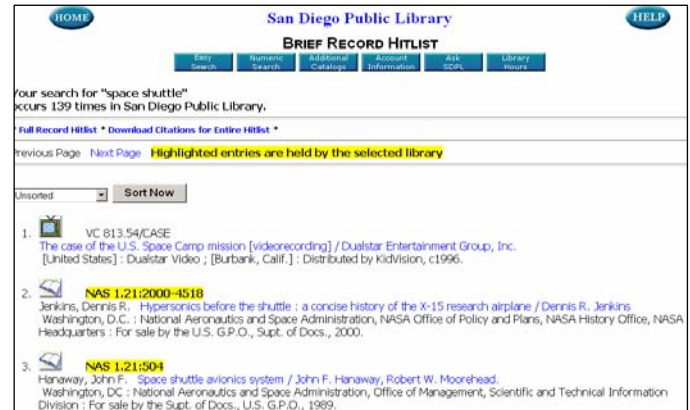 HOME San Diego Public Library HELP
BRIEF RECORD HITLIST
Easy Search Numeric Search Additional Catalogs Account Information Ask SDPL Library Hours
Your search for "space shuttle"
occurs 139 times in San Diego Public Library.
* Full Record Hitlist * Download Citations for Entire Hitlist *
Previous Page Next Page Highlighted entries are held by the selected library
Unsorted Sort Now
1. VC 813.54/CASE
The case of the U.S. Space Camp mission [videorecording] / Dualstar Entertainment Group, Inc.
[United States] : Dualstar Video ; [Burbank, Calif.] : Distributed by KidVision, c1996.
2. NAS 1.21:2000-4518
Jenkins, Dennis R. Hypersonics before the shuttle : a concise history of the X-15 research airplane / Dennis R. Jenkins
Washington, D.C. : National Aeronautics and Space Administration, NASA Office of Policy and Plans, NASA History Office, NASA
Headquarters : For sale by the U.S. G.P.O., Supt. of Docs., 2000.
3. NAS 1.21:504
Hanaway, John F. Space shuttle avionics system / John F. Hanaway, Robert W. Moorehead.
Washington, DC : National Aeronautics and Space Administration, Office of Management, Scientific and Technical Information
Division : For sale by the Supt. of Docs., U.S. G.P.O., 1989.